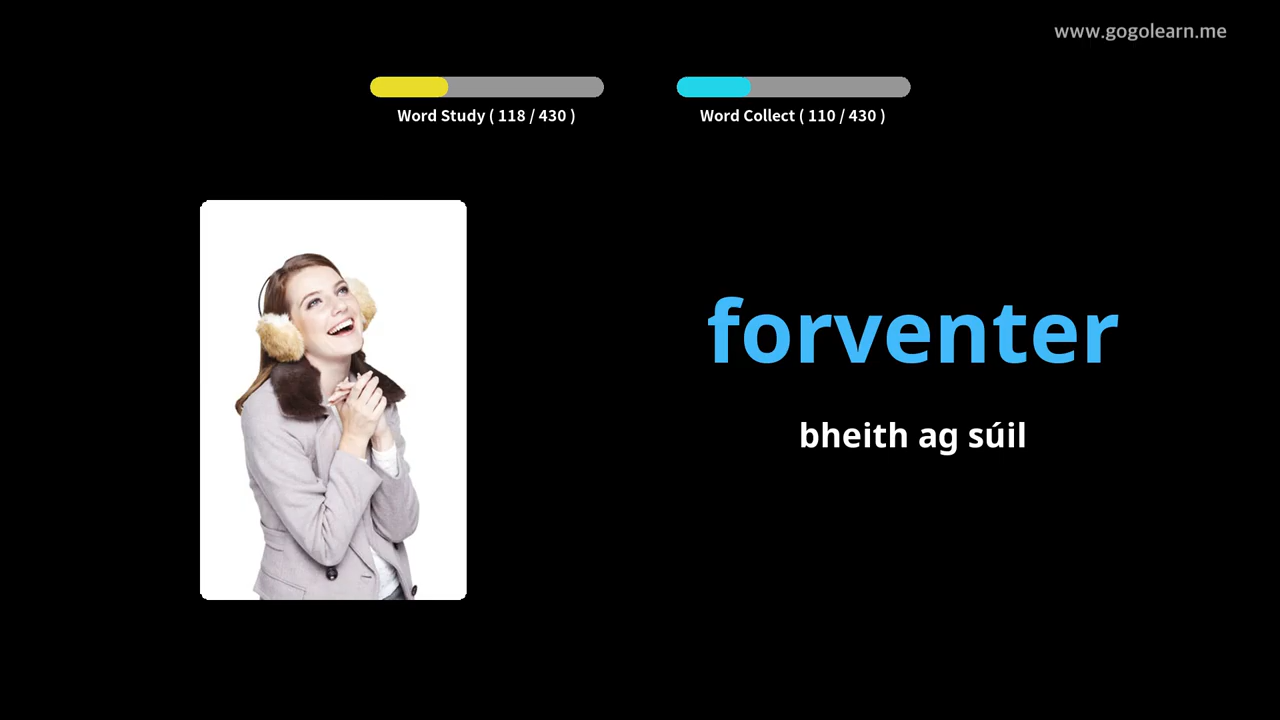 www.gogolearn.me
Word Study ( 118 / 430 )
Word Collect ( 110 / 430 )
forventer
bheith ag súil